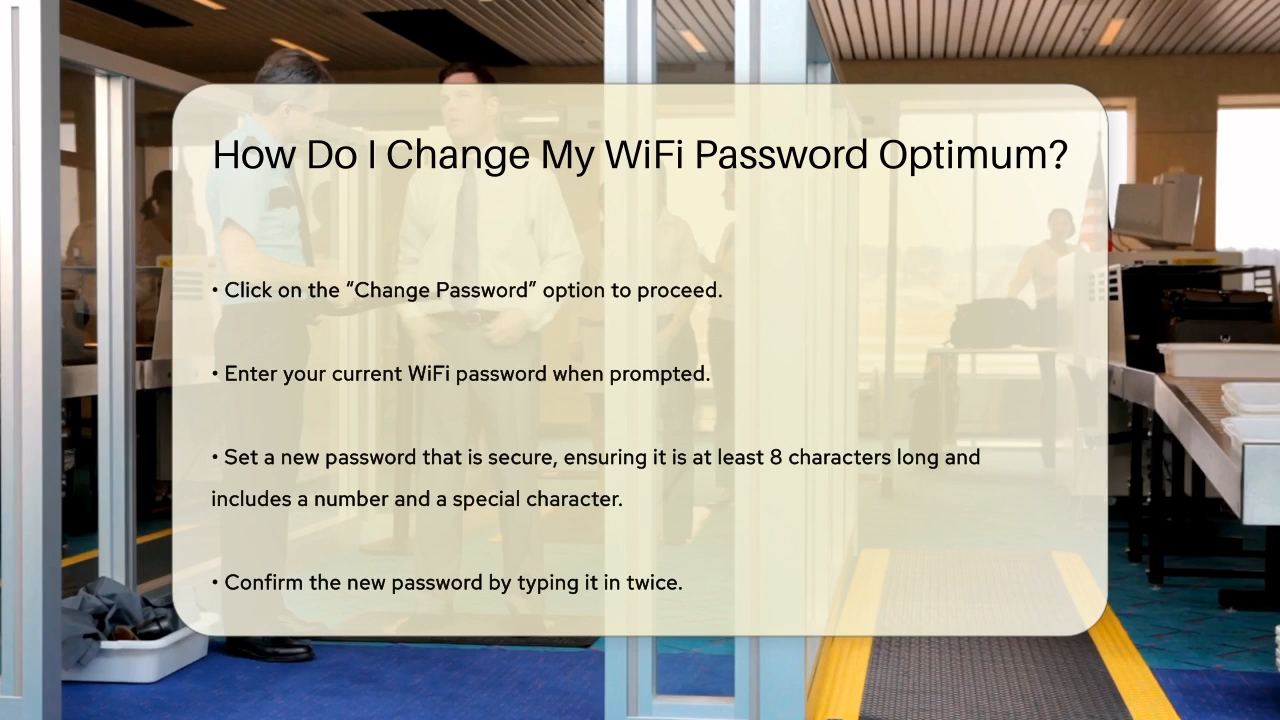 How Do I Change My WiFi Password Optimum?
• Click on the “Change Password” option to proceed.
• Enter your current WiFi password when prompted.
• Set a new password that is secure, ensuring it is at least 8 characters long and
includes a number and a special character.
• Confirm the new password by typing it in twice.